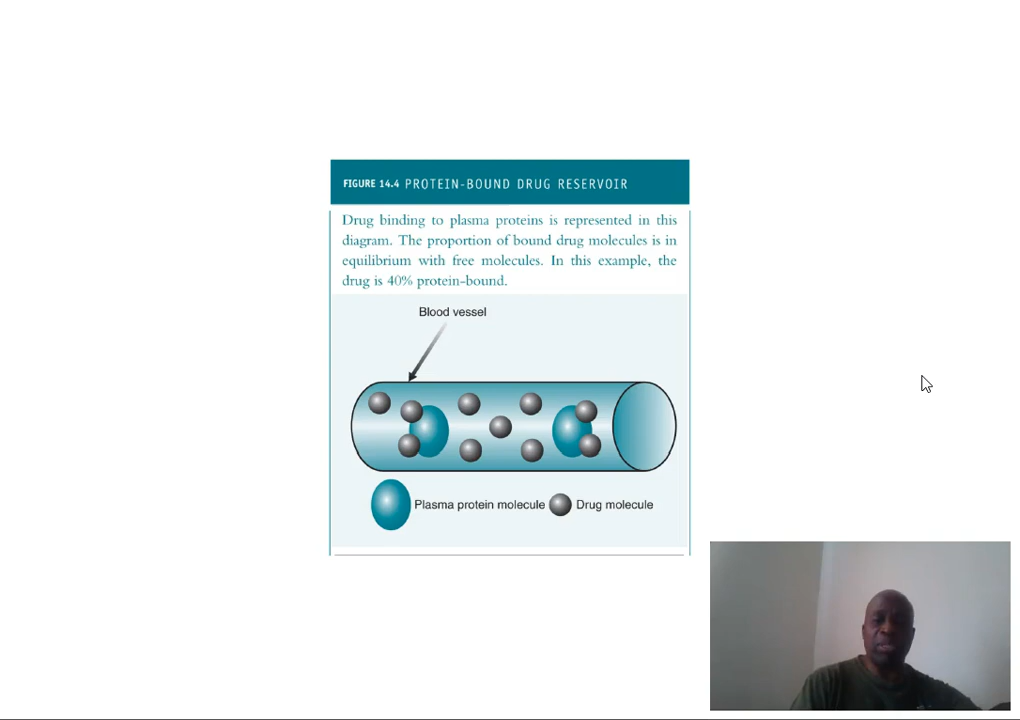 FIGURE 14.4 PROTEIN-BOUND DRUG RESERVOIR
Drug binding to plasma proteins is represented in this
diagram. The proportion of bound drug molecules is in
equilibrium with free molecules. In this example, the
drug is 40% protein-bound.
Blood vessel
Plasma protein molecule Drug molecule